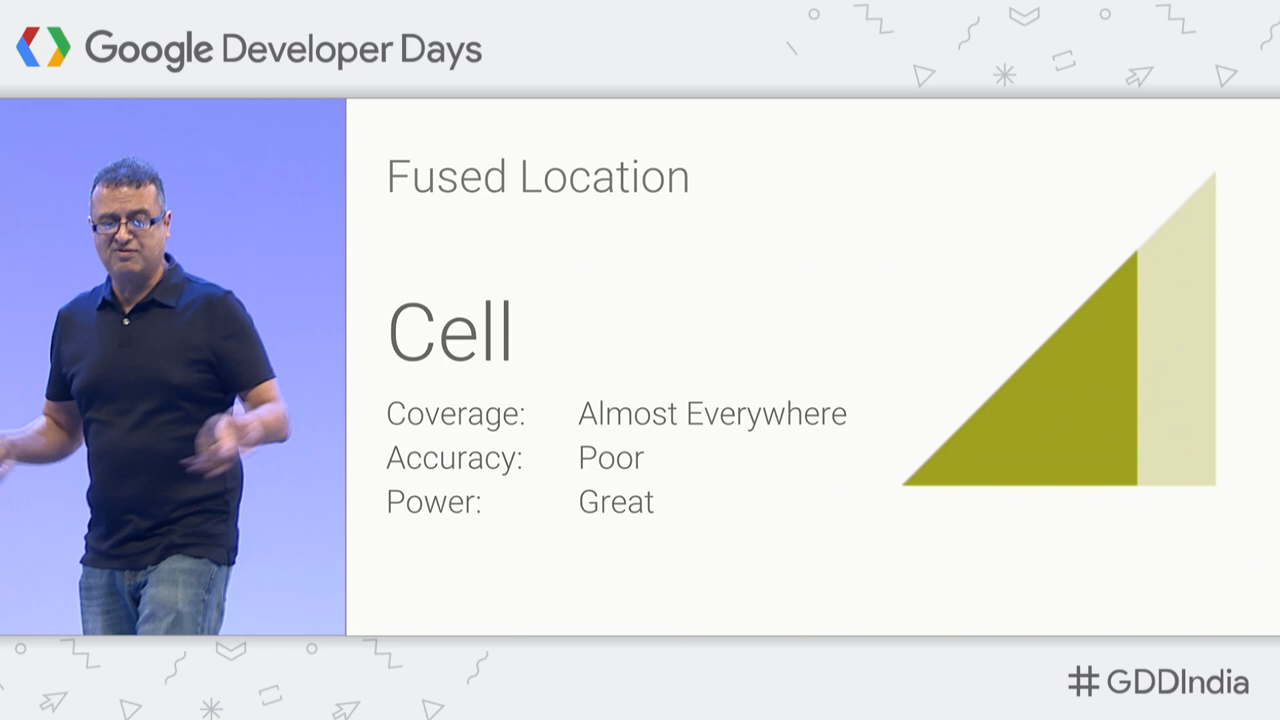 Google Developer Days
Fused Location
Cell
Coverage: Almost Everywhere
Accuracy: Poor
Power: Great
#GDDIndia